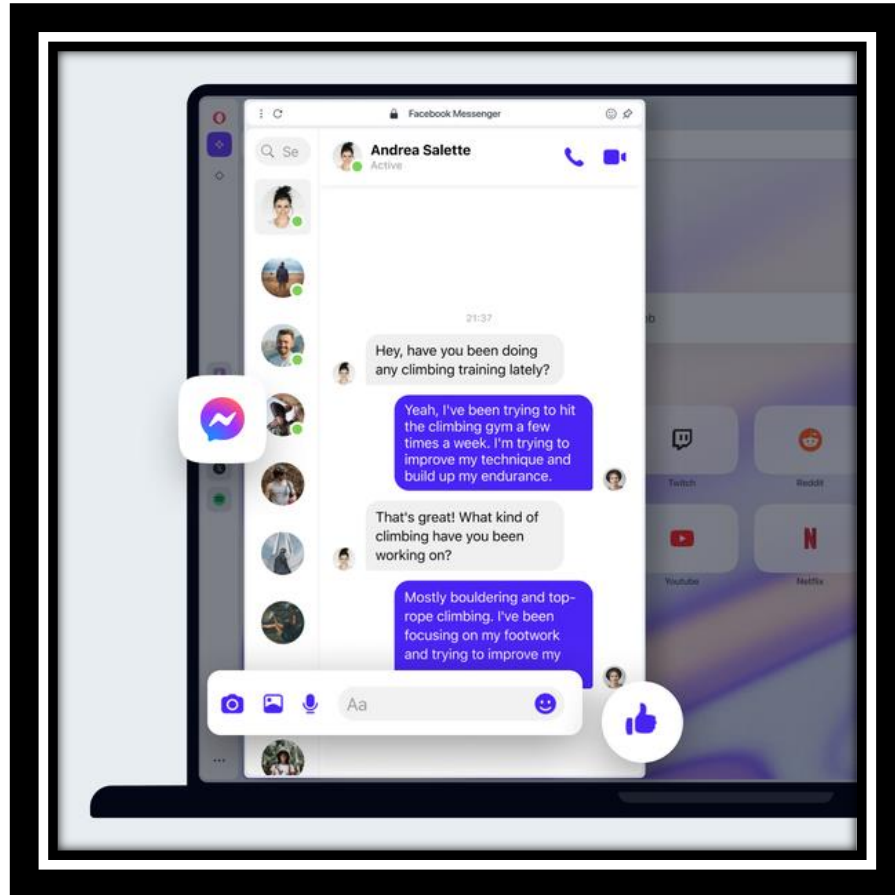 Facebook Messenger
Se
Andrea Salette
Active
21:37
Hey, have you been doing
any climbing training lately?
Yeah, I've been trying to hit
the climbing gym a few
times a week. I'm trying to
improve my technique and
build up my endurance.
That's great! What kind of
climbing have you been
working on?
Mostly bouldering and top-
rope climbing. I've been
focusing on my footwork
and trying to improve my
Aa
Twitch
Reddit
Youtube
Netflix